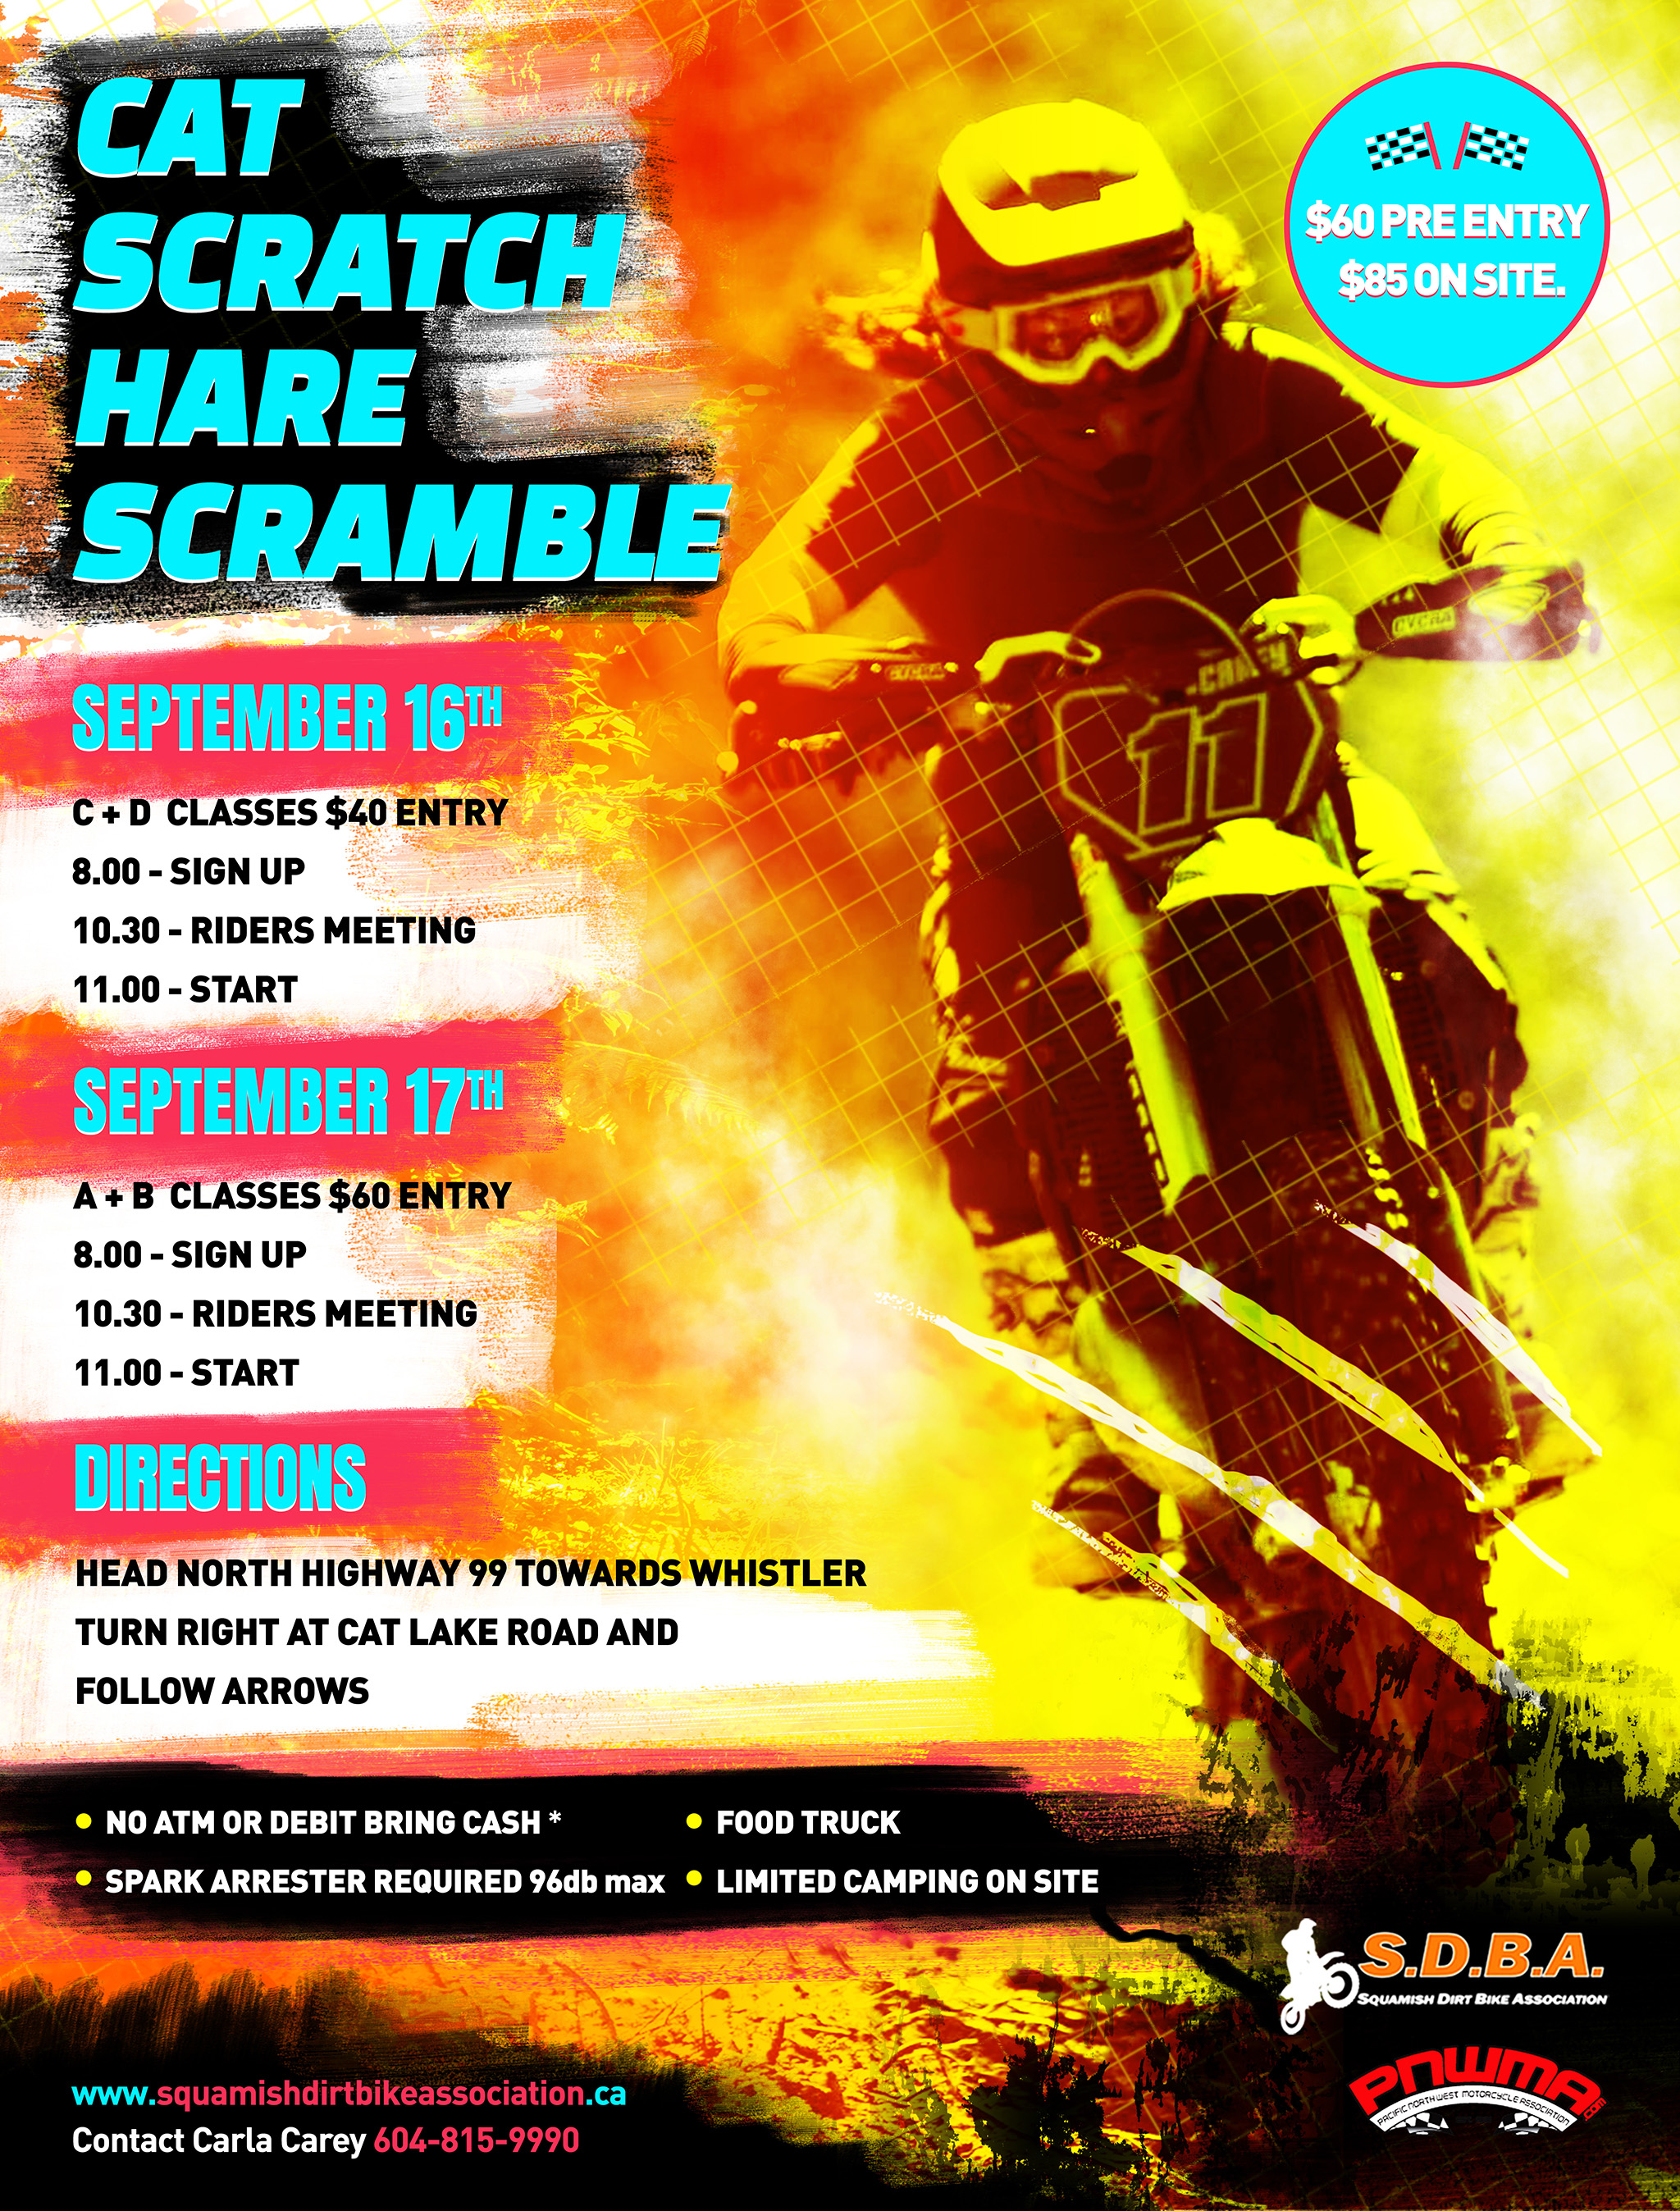 CAT
SCRATCH
HARE
SCRAMBLE
$60 PRE ENTRY
$85 ON SITE.
SEPTEMBER 16TH
C + D CLASSES $40 ENTRY
8.00 - SIGN UP
10.30 - RIDERS MEETING
11.00 - START
SEPTEMBER 17TH
A + B CLASSES $60 ENTRY
8.00 - SIGN UP
10.30 - RIDERS MEETING
11.00 - START
DIRECTIONS
HEAD NORTH HIGHWAY 99 TOWARDS WHISTLER
TURN RIGHT AT CAT LAKE ROAD AND
FOLLOW ARROWS
• NO ATM OR DEBIT BRING CASH *
• SPARK ARRESTER REQUIRED 96db max
• FOOD TRUCK
• LIMITED CAMPING ON SITE
S.D.B.A.
SQUAMISH DIRT BIKE ASSOCIATION
PNWMA.com
PACIFIC NORTHWEST MOTORCYCLE ASSOCIATION
www.squamishdirtbikeassociation.ca
Contact Carla Carey 604-815-9990
CYCRA
CYCRA
CAREY
11